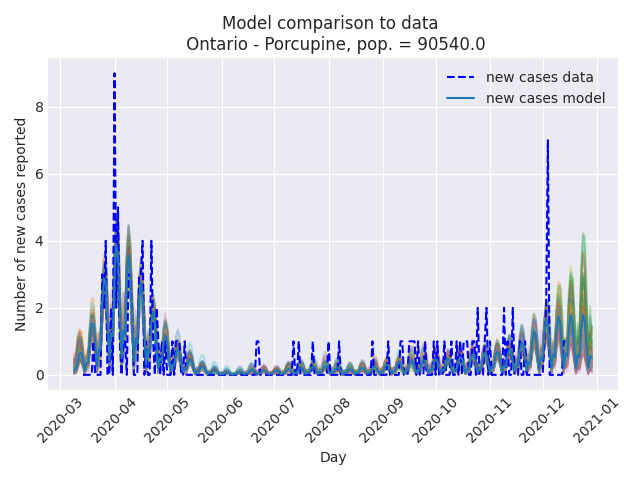 Model comparison to data
Ontario - Porcupine, pop. = 90540.0
new cases data
new cases model
Number of new cases reported
8
6
4
2
0
2020-03
2020-04
2020-05
2020-06
2020-07
2020-08
2020-09
2020-10
2020-11
2020-12
2021-01
Day